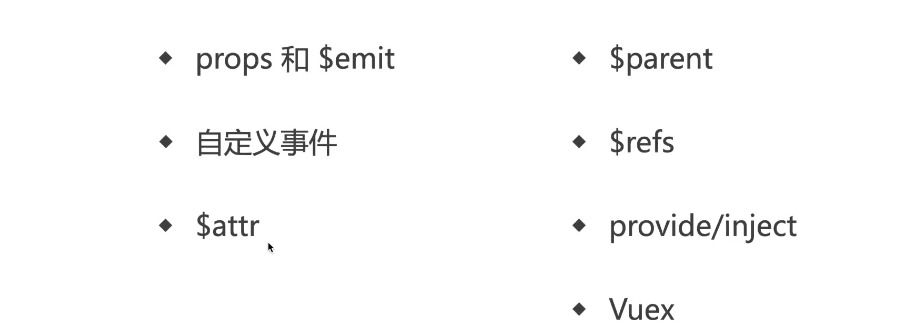 props 和 $emit
自定义事件
$attr
$parent
$refs
provide/inject
Vuex